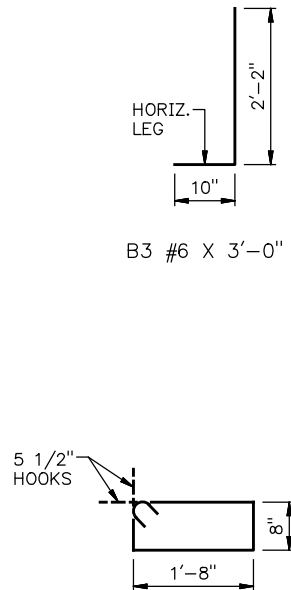 2'-2"
HORIZ.
LEG
10"
B3 #6 X 3'-0"
5 1/2"
HOOKS
8"
1'-8"